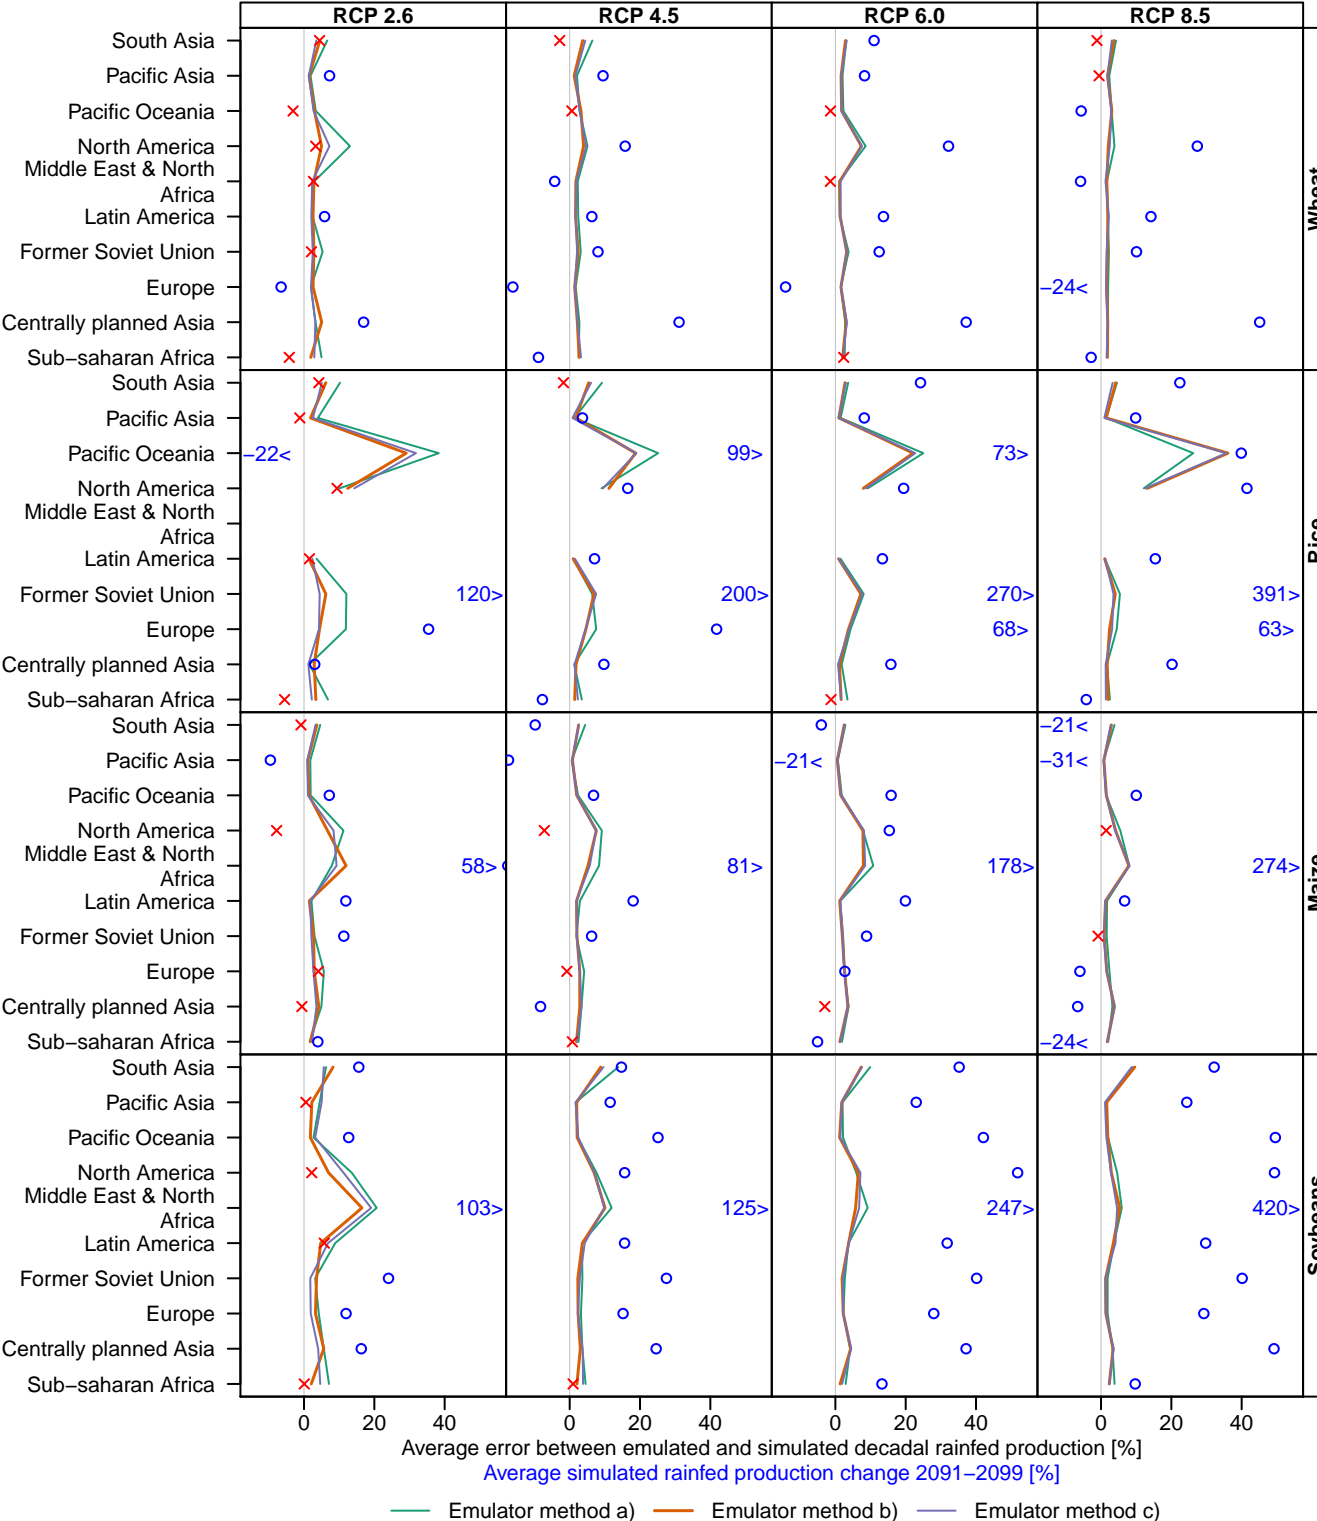 RCP 2.6 RCP 4.5 RCP 6.0 RCP 8.5
South Asia
Pacific Asia
Pacific Oceania
North America
Middle East & North
Africa
Latin America
Former Soviet Union
Europe −24<
Centrally planned Asia
Sub−saharan Africa
Wheat
South Asia
Pacific Asia
Pacific Oceania −22< 99> 73>
North America
Middle East & North
Africa
Latin America
Former Soviet Union 120> 200> 270> 391>
Europe 68> 63>
Centrally planned Asia
Sub−saharan Africa
Rice
South Asia −21<
Pacific Asia −21< −31<
Pacific Oceania
North America
Middle East & North
Africa 58> 81> 178> 274>
Latin America
Former Soviet Union
Europe
Centrally planned Asia
Sub−saharan Africa −24<
Maize
South Asia
Pacific Asia
Pacific Oceania
North America
Middle East & North
Africa 103> 125> 247> 420>
Latin America
Former Soviet Union
Europe
Centrally planned Asia
Sub−saharan Africa
Soybeans
0 20 40 0 20 40 0 20 40 0 20 40
Average error between emulated and simulated decadal rainfed production [%]
Average simulated rainfed production change 2091−2099 [%]
Emulator method a) Emulator method b) Emulator method c)